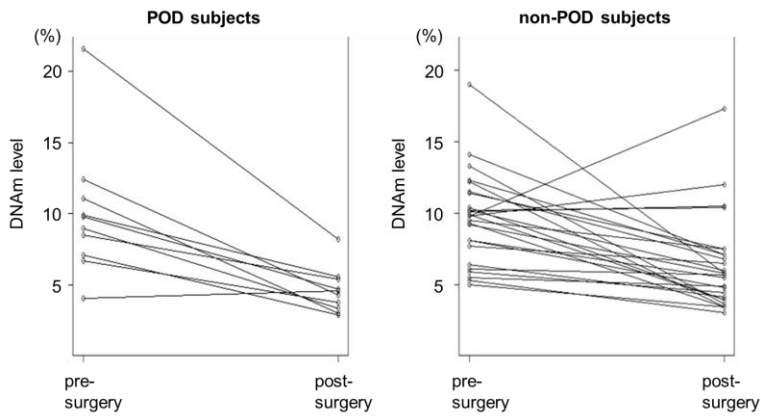 POD subjects
(%)
20
15
10
5
DNAm level
pre-
surgery
post-
surgery
non-POD subjects
(%)
20
15
10
5
DNAm level
pre-
surgery
post-
surgery